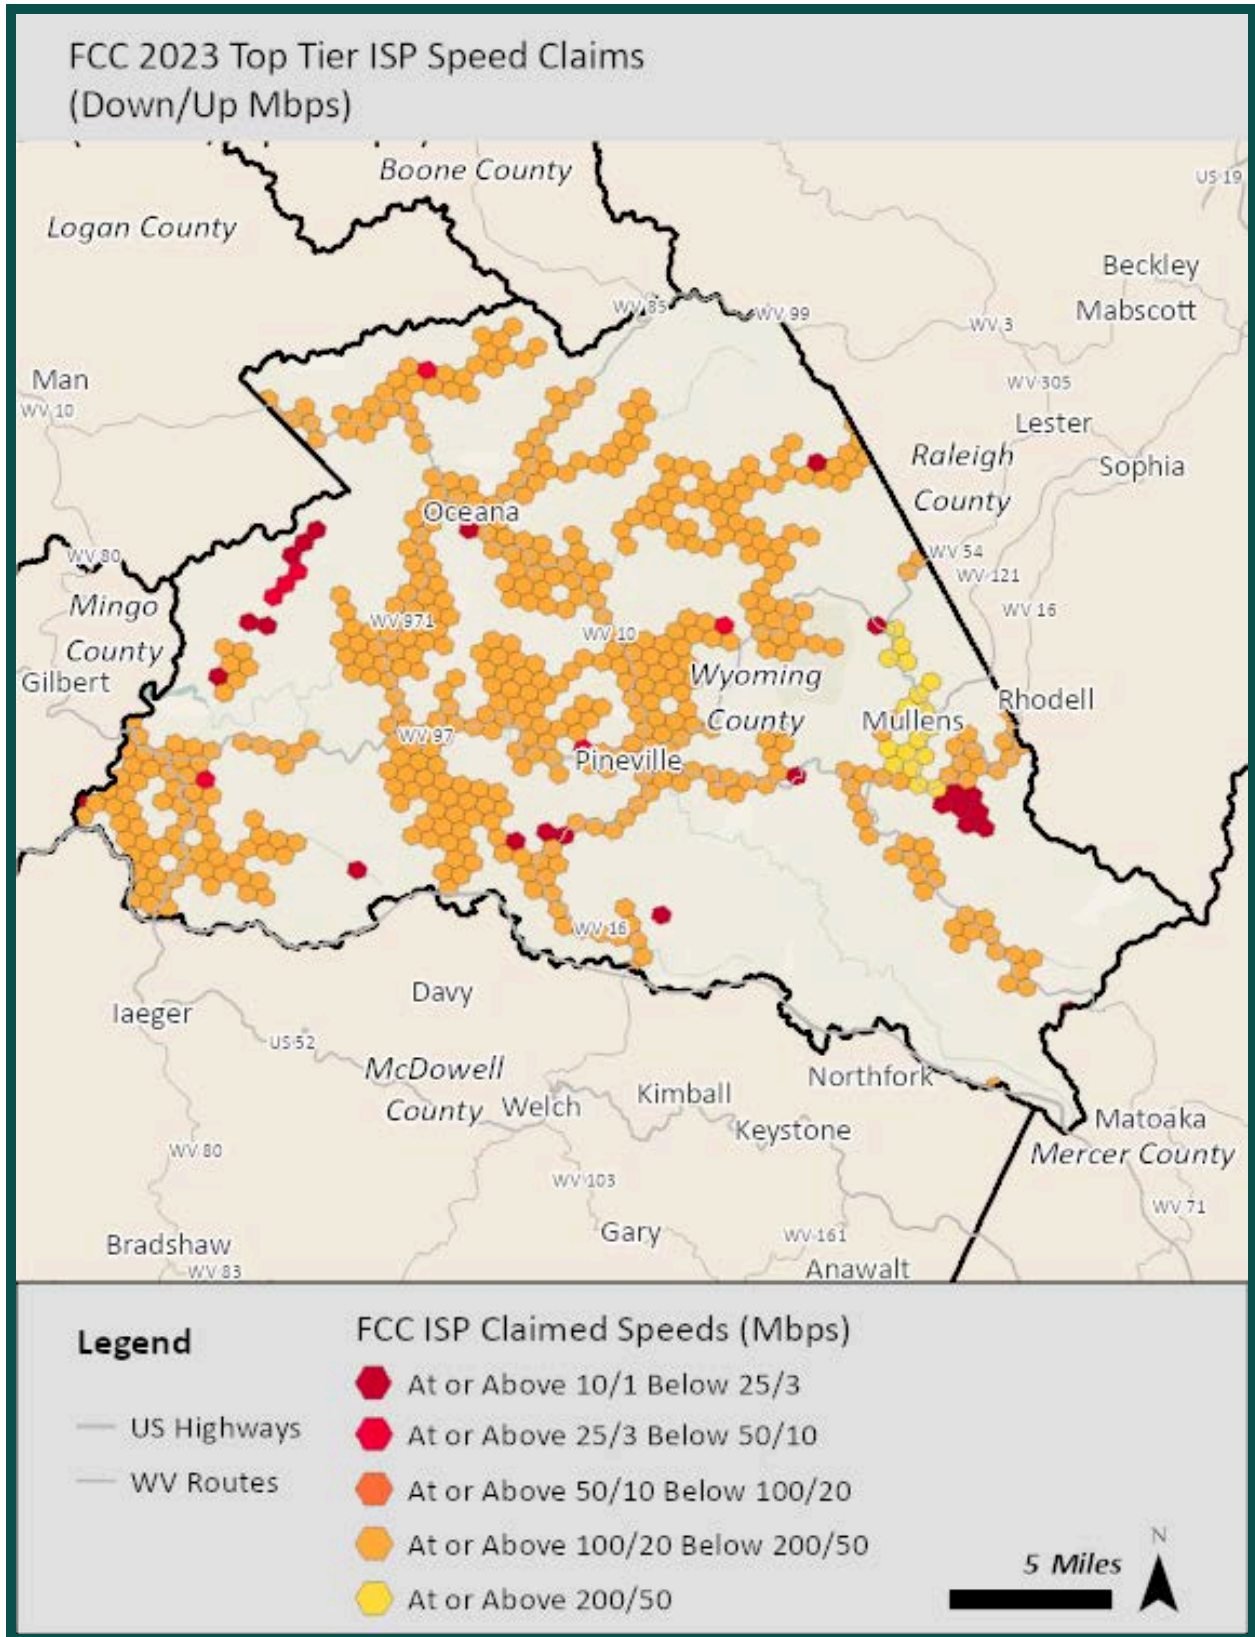 FCC 2023 Top Tier ISP Speed Claims
(Down/Up Mbps)
Boone County
US 19
Logan County
Beckley
WV 85
WV 99
Mabscott
WV 3
Man
WV 305
WV 10
Lester
Raleigh
County
Sophia
Oceana
WV 80
WV 54
WV 121
Mingo
County
WV 16
WV 971
WV 10
Gilbert
Wyoming
County
Rhodell
Mullens
WV 97
Pineville
WV 16
Davy
Iaeger
US 52
McDowell
County
Northfork
Kimball
Welch
Keystone
Matoaka
Mercer County
WV 80
WV 103
WV 71
Gary
WV 161
Bradshaw
Anawalt
WV 83
Legend
US Highways
WV Routes
FCC ISP Claimed Speeds (Mbps)
At or Above 10/1 Below 25/3
At or Above 25/3 Below 50/10
At or Above 50/10 Below 100/20
At or Above 100/20 Below 200/50
At or Above 200/50
5 Miles
N